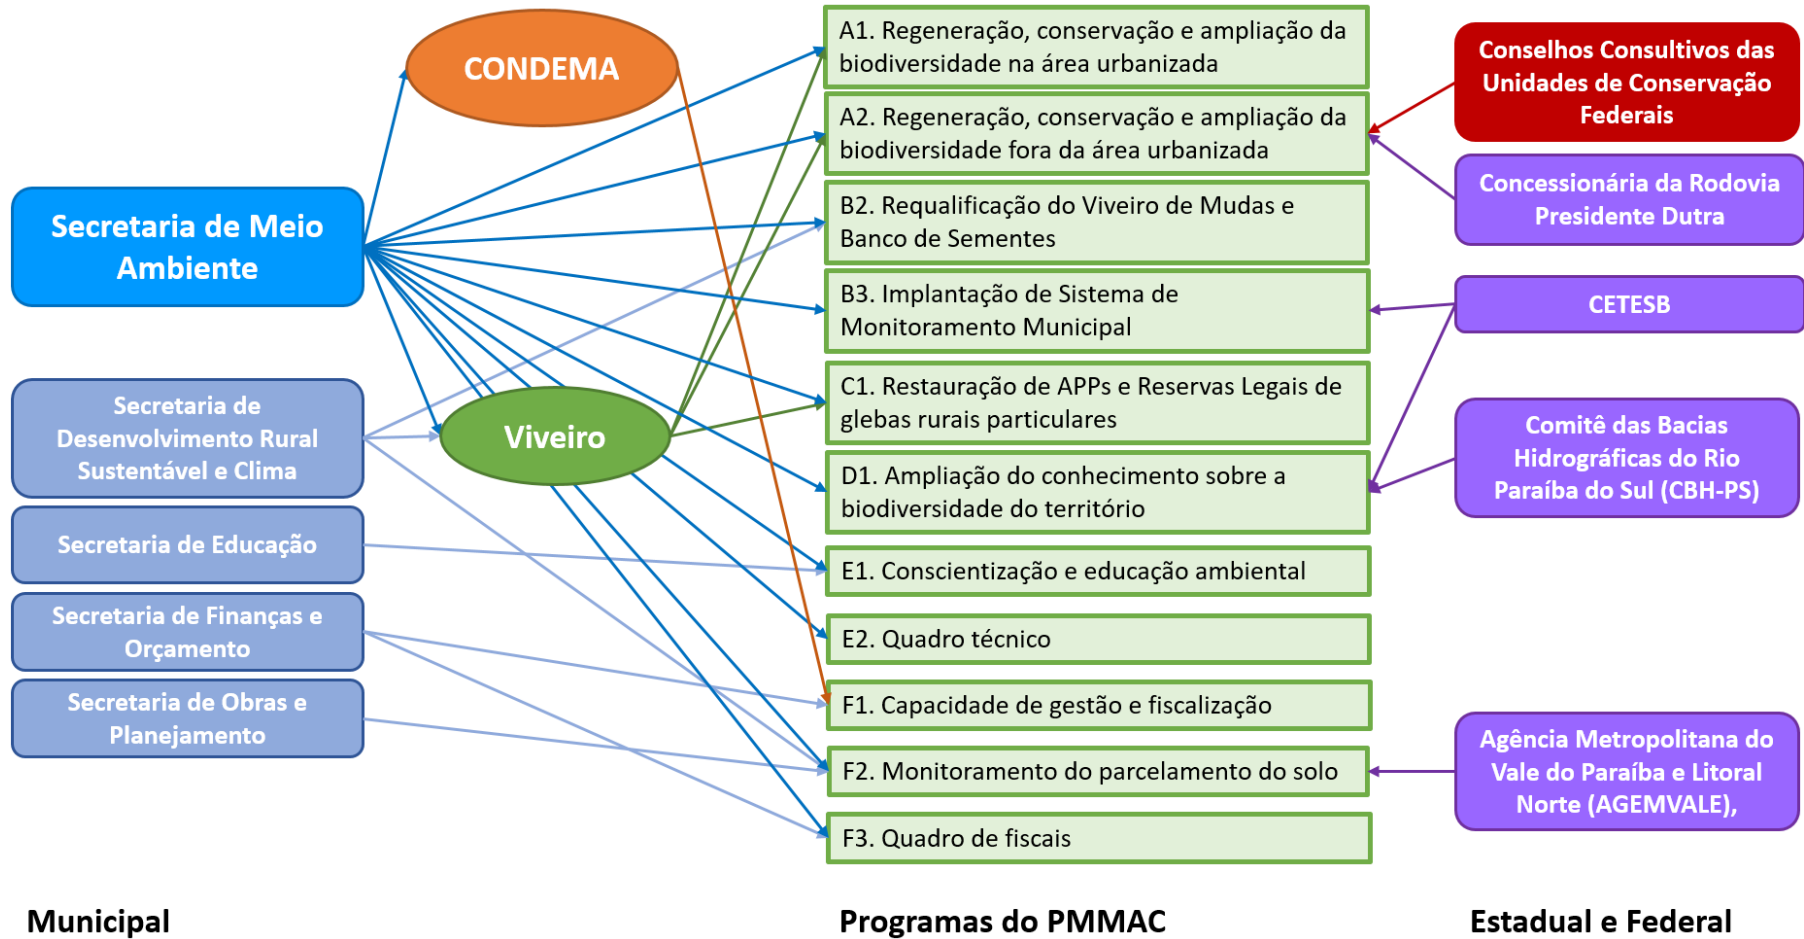 CONDEMA
Secretaria de Meio
Ambiente
Secretaria de
Desenvolvimento Rural
Sustentável e Clima
Viveiro
Secretaria de Educação
Secretaria de Finanças e
Orçamento
Secretaria de Obras e
Planejamento
Municipal
A1. Regeneração, conservação e ampliação da
biodiversidade na área urbanizada
A2. Regeneração, conservação e ampliação da
biodiversidade fora da área urbanizada
B2. Requalificação do Viveiro de Mudas e
Banco de Sementes
B3. Implantação de Sistema de
Monitoramento Municipal
C1. Restauração de APPs e Reservas Legais de
glebas rurais particulares
D1. Ampliação do conhecimento sobre a
biodiversidade do território
E1. Conscientização e educação ambiental
E2. Quadro técnico
F1. Capacidade de gestão e fiscalização
F2. Monitoramento do parcelamento do solo
F3. Quadro de fiscais
Programas do PMMAC
Conselhos Consultivos das
Unidades de Conservação
Federais
Concessionária da Rodovia
Presidente Dutra
CETESB
Comitê das Bacias
Hidrográficas do Rio
Paraíba do Sul (CBH-PS)
Agência Metropolitana do
Vale do Paraíba e Litoral
Norte (AGEMVALE),
Estadual e Federal